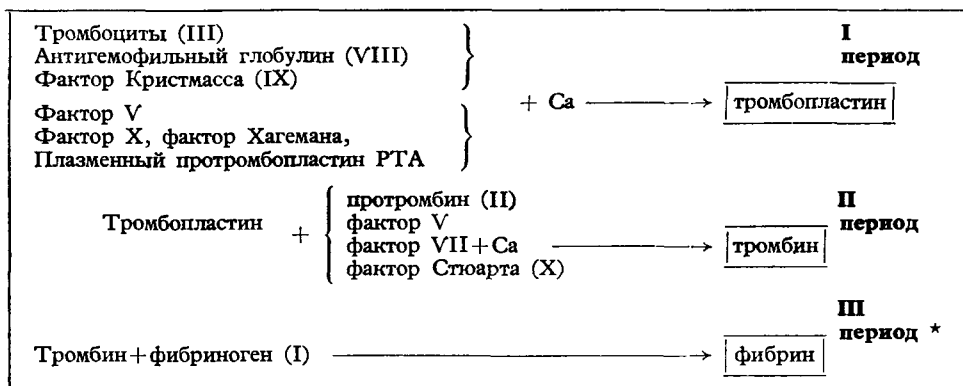 Тромбоциты (III)
Антигемофильный глобулин (VIII)
Фактор Кристмасса (IX)
Фактор V
Фактор X, фактор Хагемана,
Плазменный протромбопластин РТА
+ Ca
I
период
тромбопластин
Тромбопластин +
протромбин (II)
фактор V
фактор VII+Ca
фактор Стюарта (X)
II
период
тромбин
III
период *
Тромбин+фибриноген (I)
фибрин